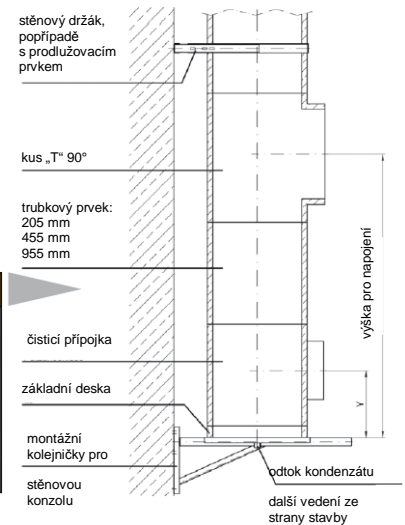 stěnový držák,
popřípadě
s prodlužovacím
prvkem
kus „T“ 90°
trubkový prvek:
205 mm
455 mm
955 mm
výška pro napojení
čisticí přípojka
Y
základní deska
montážní
kolejničky pro
stěnovou
konzolu
odtok kondenzátu
další vedení ze
strany stavby